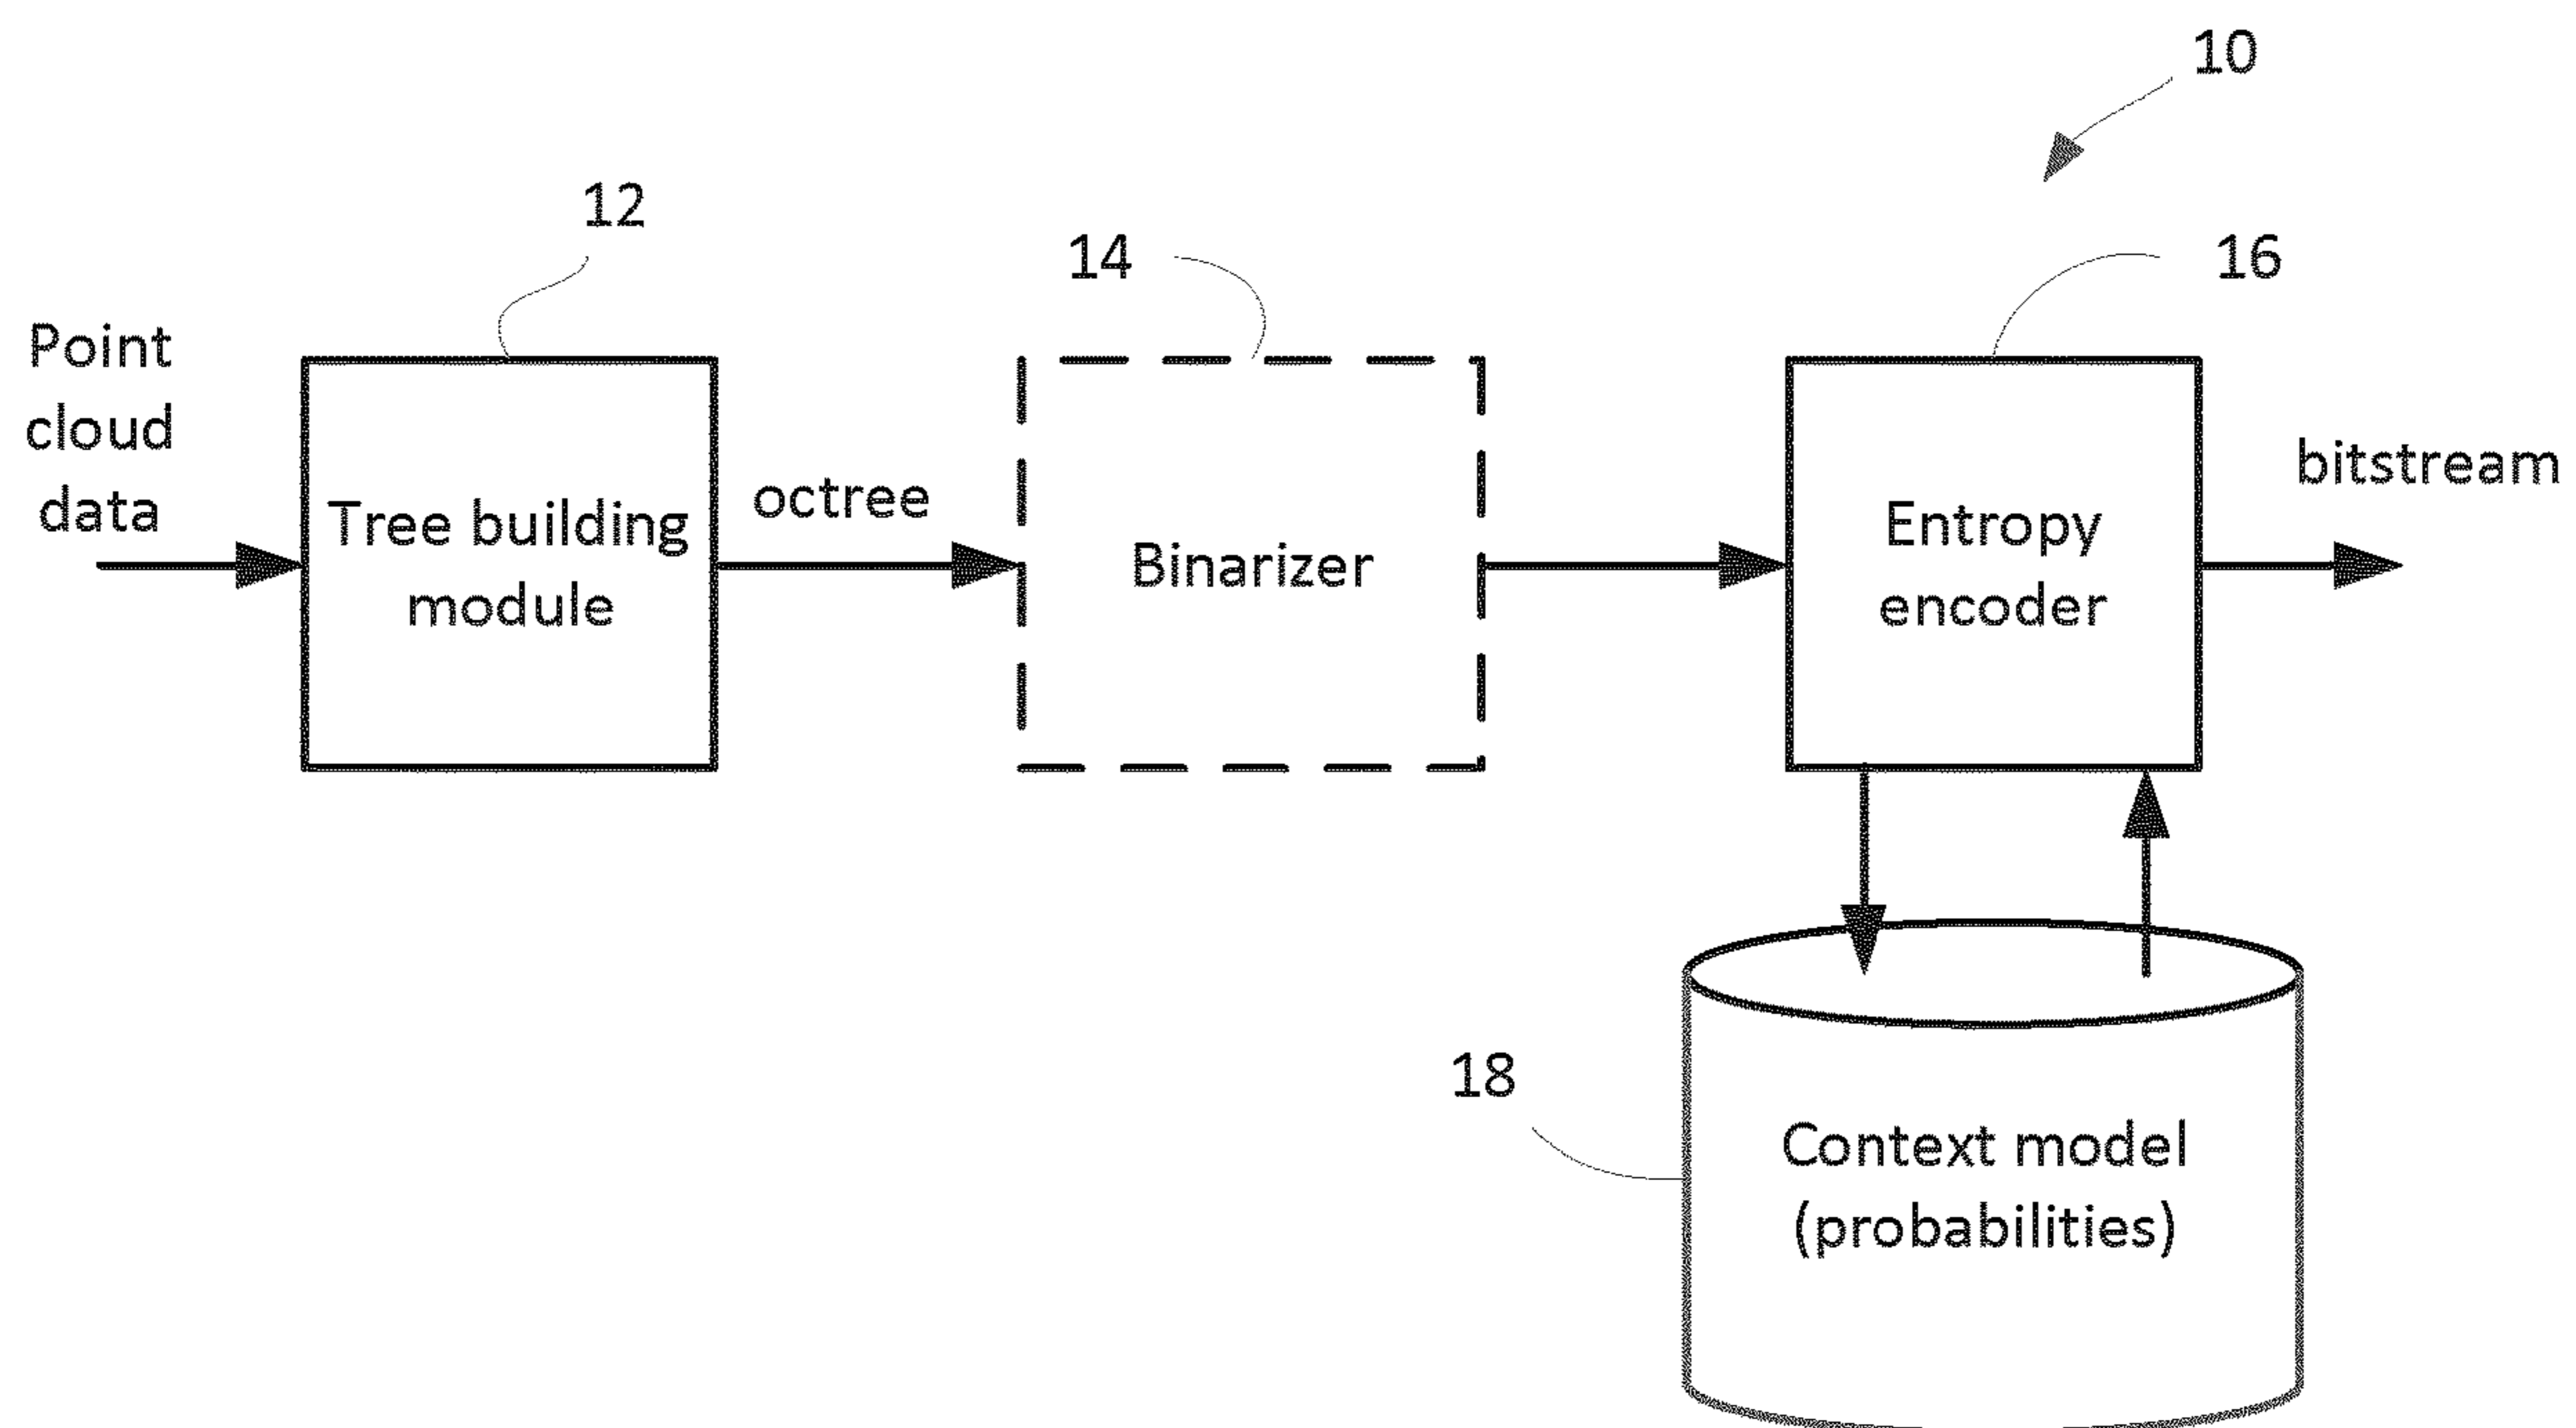 10
12
14
16
Point
cloud
data
Tree building
module
octree
Binarizer
Entropy
encoder
bitstream
18
Context model
(probabilities)